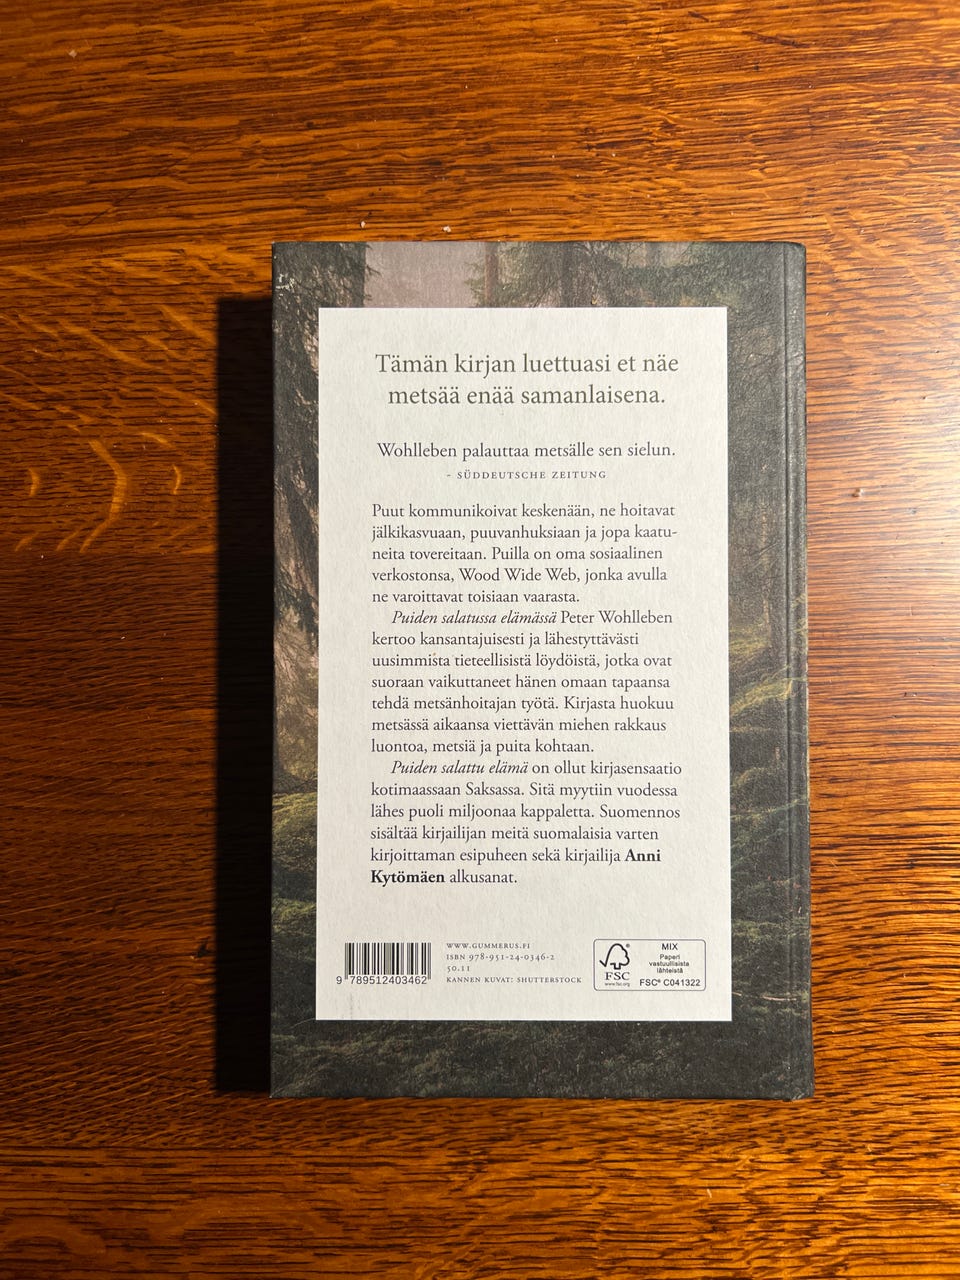 Tämän kirjan luettuasi et näe
metsää enää samanlaisena.
Wohlleben palauttaa metsälle sen sielun.
- SÜDDEUTSCHE ZEITUNG
Puut kommunikoivat keskenään, ne hoitavat
jälkikasvuaan, puuvanhuksiaan ja jopa kaatu-
neita tovereitaan. Puilla on oma sosiaalinen
verkostonsa, Wood Wide Web, jonka avulla
ne varoittavat toisiaan vaarasta.
Puiden salatussa elämässä Peter Wohlleben
kertoo kansantajuisesti ja lähestyttävästi
uusimmista tieteellisistä löydöistä, jotka ovat
suoraan vaikuttaneet hänen omaan tapaansa
tehdä metsänhoitajan työtä. Kirjasta huokuu
metsässä aikaansa viettävän miehen rakkaus
luontoa, metsiä ja puita kohtaan.
Puiden salattu elämä on ollut kirjasensaatio
kotimaassaan Saksassa. Sitä myytiin vuodessa
lähes puoli miljoonaa kappaletta. Suomennos
sisältää kirjailijan meitä suomalaisia varten
kirjoittaman esipuheen sekä kirjailija Anni
Kytömäen alkusanat.
9 789512403462
WWW.GUMMERUS.FI
ISBN 978-951-24-0346-2
50.11
KANNEN KUVAT: SHUTTERSTOCK
FSC
www.fsc.org
MIX
Paperi
vastuullisista
lähteistä
FSC® C041322